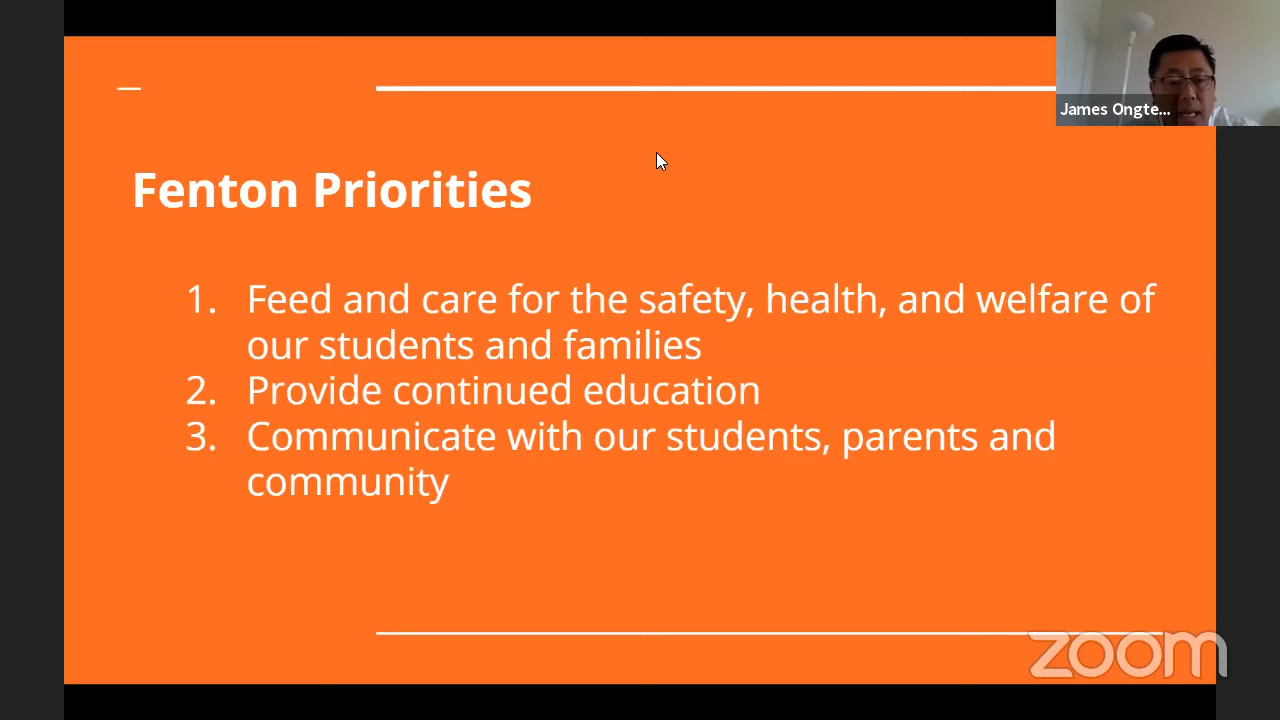 James Ongte...
Fenton Priorities
1. Feed and care for the safety, health, and welfare of
our students and families
2. Provide continued education
3. Communicate with our students, parents and
community
zoom